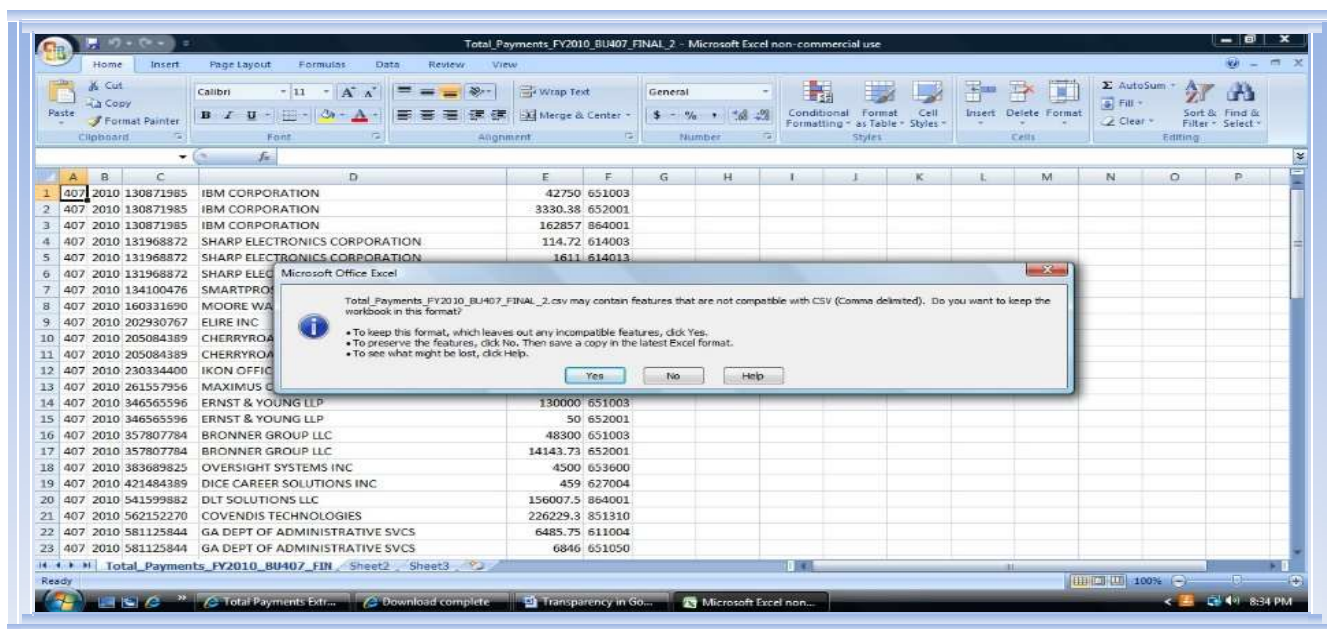 Total_Payments_FY2010_BU407_FINAL_2 - Microsoft Excel non-commercial use
Home Insert Page Layout Formulas Data Review View
Cut
Copy
Paste
Format Painter
Calibri 11 A A
B I U A
Wrap Text
Merge & Center
General
$ % ,
Conditional Formatting
Format as Table
Cell Styles
Insert Delete Format
Σ AutoSum
Fill
Clear
Sort & Filter
Find & Select
Clipboard Font Alignment Number Styles Cells Editing
fx
A B C D E F G H I J K L M N O P
1 407 2010 130871985 IBM CORPORATION 42750 651003
2 407 2010 130871985 IBM CORPORATION 3330.38 652001
3 407 2010 130871985 IBM CORPORATION 162857 864001
4 407 2010 131968872 SHARP ELECTRONICS CORPORATION 114.72 614003
5 407 2010 131968872 SHARP ELECTRONICS CORPORATION 1611 614013
6 407 2010 131968872 SHARP ELEC
7 407 2010 134100476 SMARTPROS
8 407 2010 160331690 MOORE WA
9 407 2010 202930767 ELIRE INC
10 407 2010 205084389 CHERRYROA
11 407 2010 205084389 CHERRYROA
12 407 2010 230334400 IKON OFFIC
13 407 2010 261557956 MAXIMUS C
Microsoft Office Excel
Total_Payments_FY2010_BU407_FINAL_2.csv may contain features that are not compatible with CSV (Comma delimited). Do you want to keep the
workbook in this format?
• To keep this format, which leaves out any incompatible features, click Yes.
• To preserve the features, click No. Then save a copy in the latest Excel format.
• To see what might be lost, click Help.
Yes No Help
14 407 2010 346565596 ERNST & YOUNG LLP 130000 651003
15 407 2010 346565596 ERNST & YOUNG LLP 50 652001
16 407 2010 357807784 BRONNER GROUP LLC 48300 651003
17 407 2010 357807784 BRONNER GROUP LLC 14143.73 652001
18 407 2010 383689825 OVERSIGHT SYSTEMS INC 4500 653600
19 407 2010 421484389 DICE CAREER SOLUTIONS INC 459 627004
20 407 2010 541599882 DLT SOLUTIONS LLC 156007.5 864001
21 407 2010 562152270 COVENDIS TECHNOLOGIES 226229.3 851310
22 407 2010 581125844 GA DEPT OF ADMINISTRATIVE SVCS 6485.75 611004
23 407 2010 581125844 GA DEPT OF ADMINISTRATIVE SVCS 6846 651050
Total_Payments_FY2010_BU407_FIN Sheet2 Sheet3
Ready 100%
Total Payments Extr... Download complete Transparency in Go... Microsoft Excel non... 8:34 PM